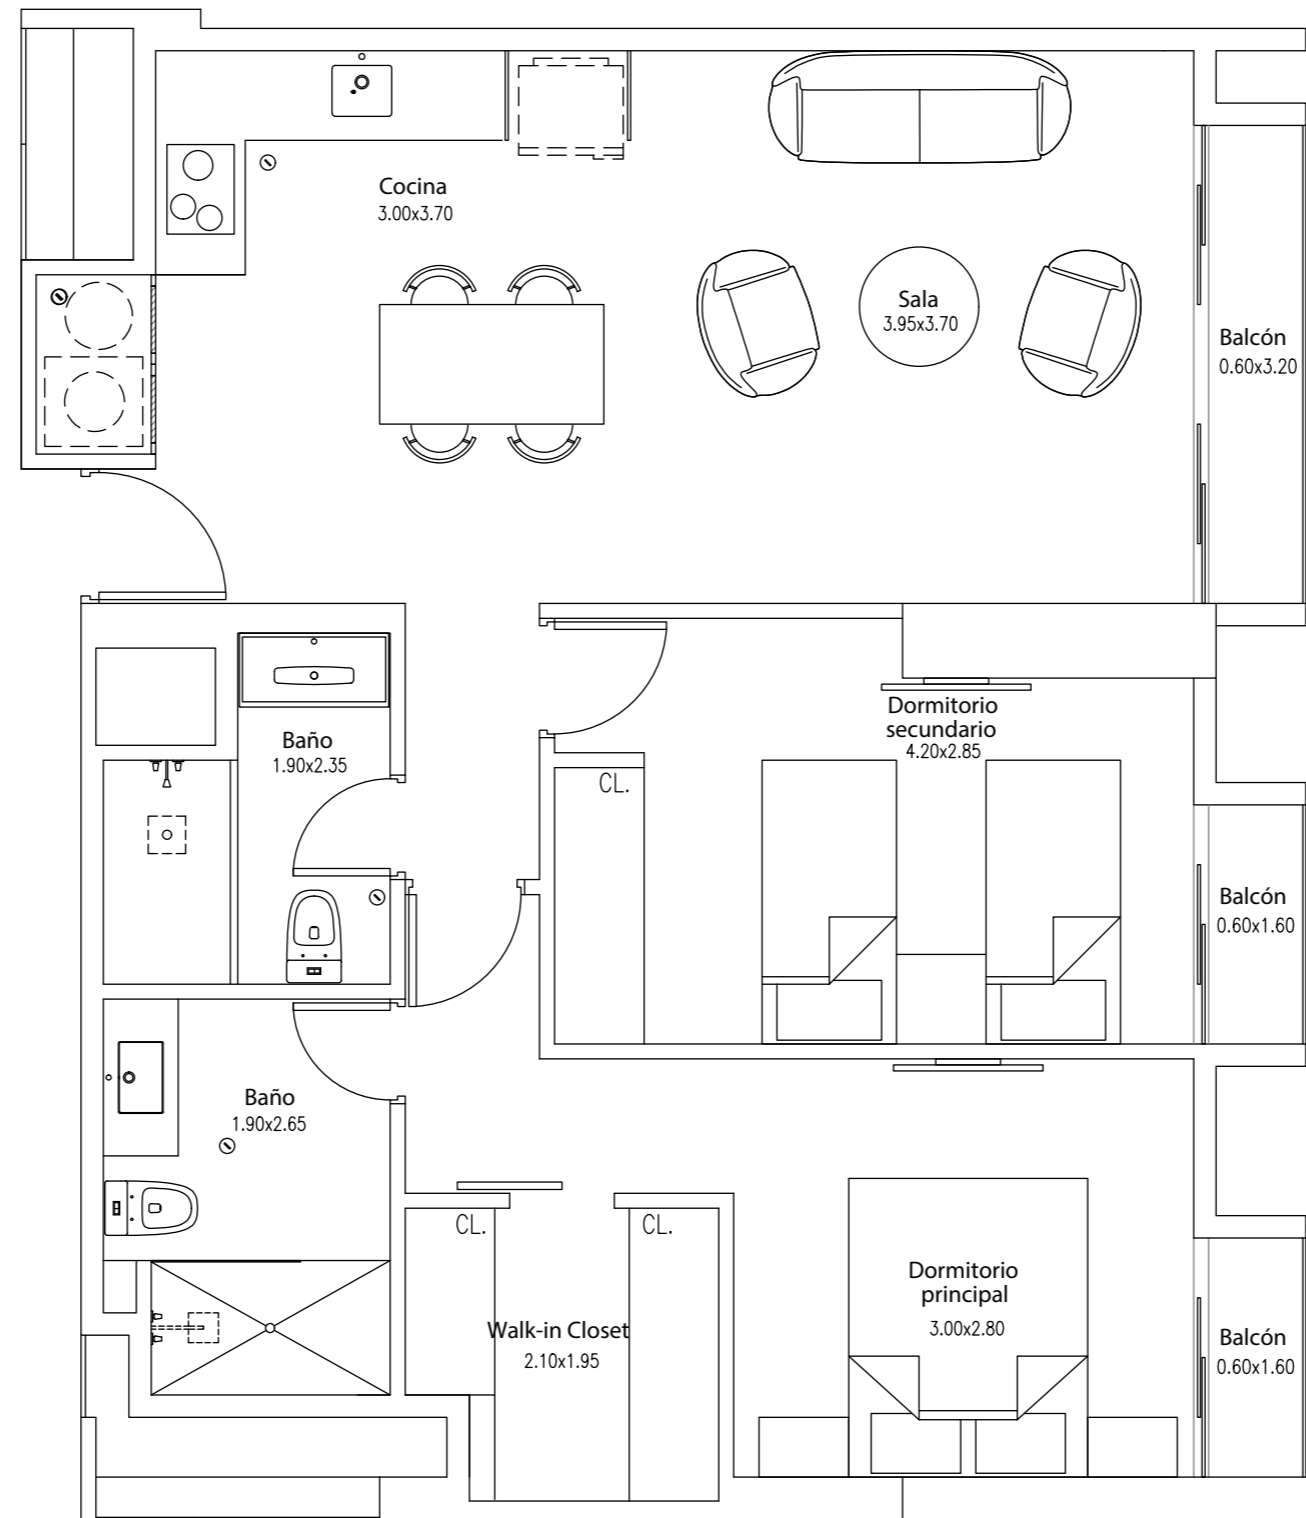 Cocina
3.00x3.70
Sala
3.95x3.70
Balcón
0.60x3.20
Dormitorio
secundario
4.20x2.85
Baño
1.90x2.35
CL.
Balcón
0.60x1.60
Baño
1.90x2.65
CL.
CL.
Walk-in Closet
2.10x1.95
Dormitorio
principal
3.00x2.80
Balcón
0.60x1.60